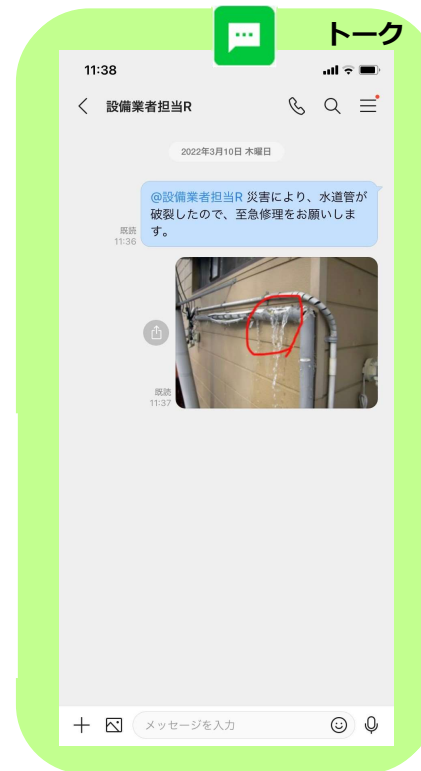 トーク
11:38
設備業者担当R
2022年3月10日 木曜日
@設備業者担当R 災害により、水道管が
破裂したので、至急修理をお願いしま
す。
既読
11:36
既読
11:37
メッセージを入力